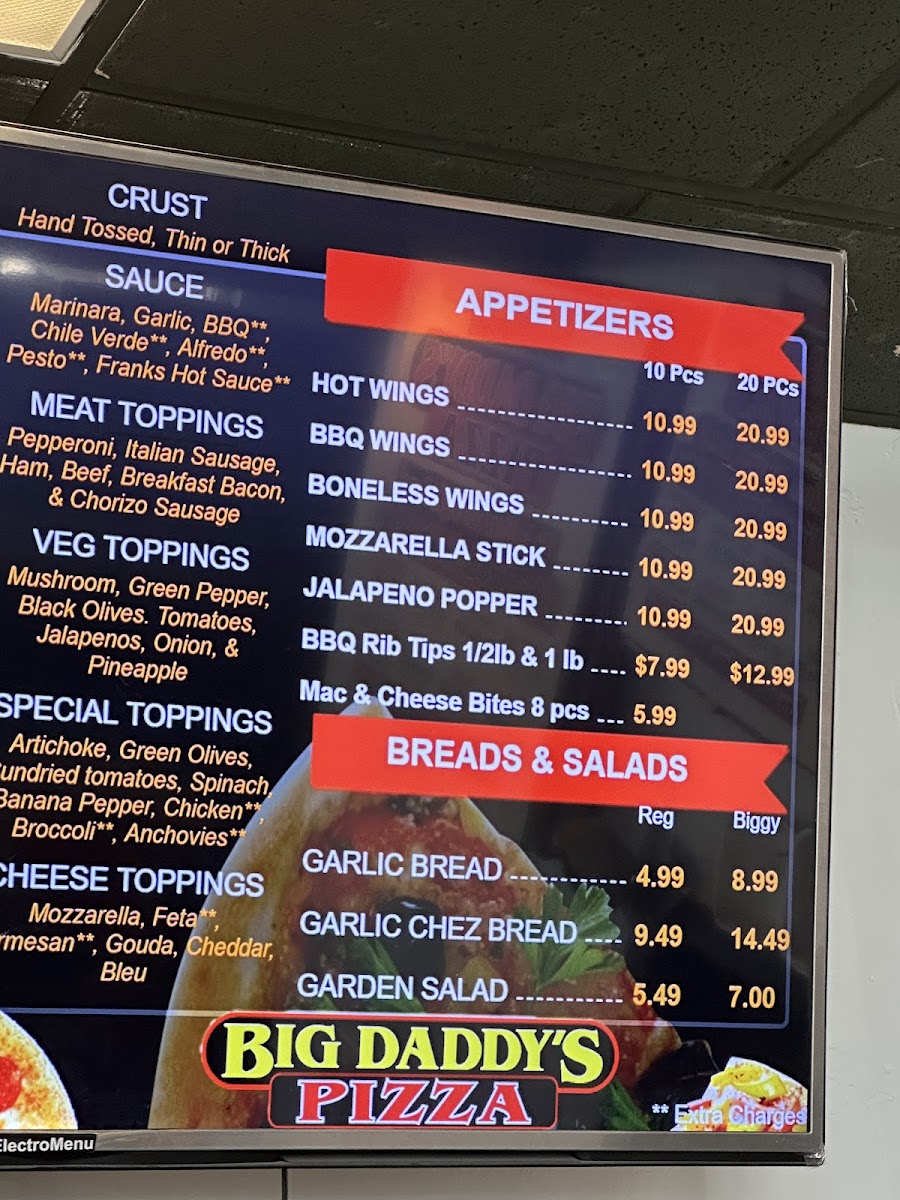 CRUST
Hand Tossed, Thin or Thick
SAUCE
Marinara, Garlic, BBQ**,
Chile Verde**, Alfredo**,
Pesto**, Franks Hot Sauce**
MEAT TOPPINGS
Pepperoni, Italian Sausage,
Ham, Beef, Breakfast Bacon,
& Chorizo Sausage
VEG TOPPINGS
Mushroom, Green Pepper,
Black Olives. Tomatoes,
Jalapenos, Onion, &
Pineapple
SPECIAL TOPPINGS
Artichoke, Green Olives,
undried tomatoes, Spinach,
Banana Pepper, Chicken**,
Broccoli**, Anchovies**
CHEESE TOPPINGS
Mozzarella, Feta**,
rmesan**, Gouda, Cheddar,
Bleu
APPETIZERS
10 Pcs 20 PCs
HOT WINGS 10.99 20.99
BBQ WINGS 10.99 20.99
BONELESS WINGS 10.99 20.99
MOZZARELLA STICK 10.99 20.99
JALAPENO POPPER 10.99 20.99
BBQ Rib Tips 1/2lb & 1 lb $7.99 $12.99
Mac & Cheese Bites 8 pcs 5.99
BREADS & SALADS
Reg Biggy
GARLIC BREAD 4.99 8.99
GARLIC CHEZ BREAD 9.49 14.49
GARDEN SALAD 5.49 7.00
BIG DADDY'S
PIZZA
** Extra Charges
ElectroMenu